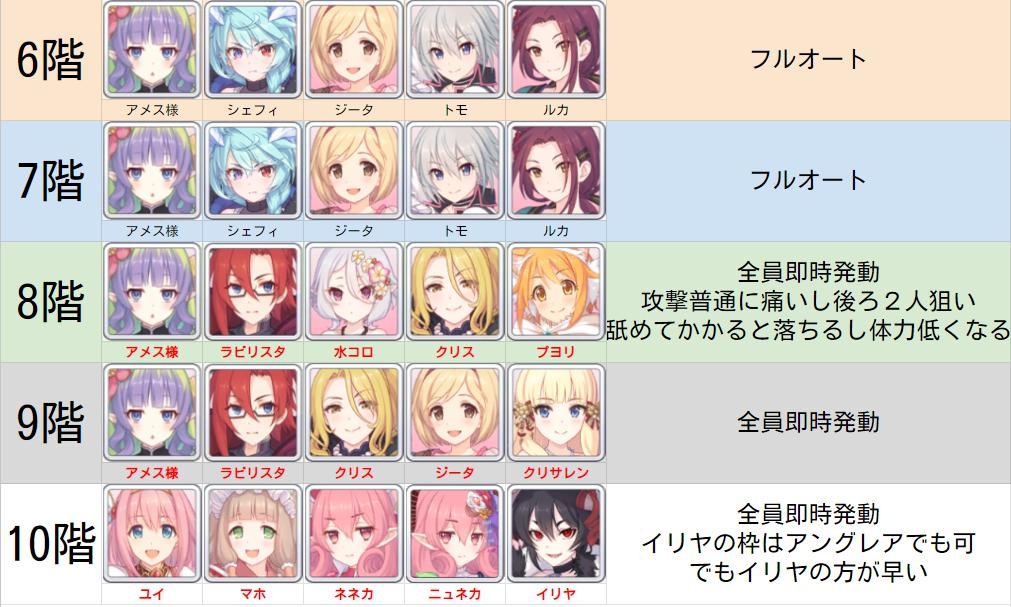 6階
アメス様
シェフィ
ジータ
トモ
ルカ
フルオート
7階
アメス様
シェフィ
ジータ
トモ
ルカ
フルオート
8階
アメス様
ラビリスタ
水コロ
クリス
プヨリ
全員即時発動
攻撃普通に痛いし後ろ２人狙い
舐めてかかると落ちるし体力低くなる
9階
アメス様
ラビリスタ
クリス
ジータ
クリサレン
全員即時発動
10階
ユイ
マホ
ネネカ
ニュネカ
イリヤ
全員即時発動
イリヤの枠はアングレアでも可
でもイリヤの方が早い